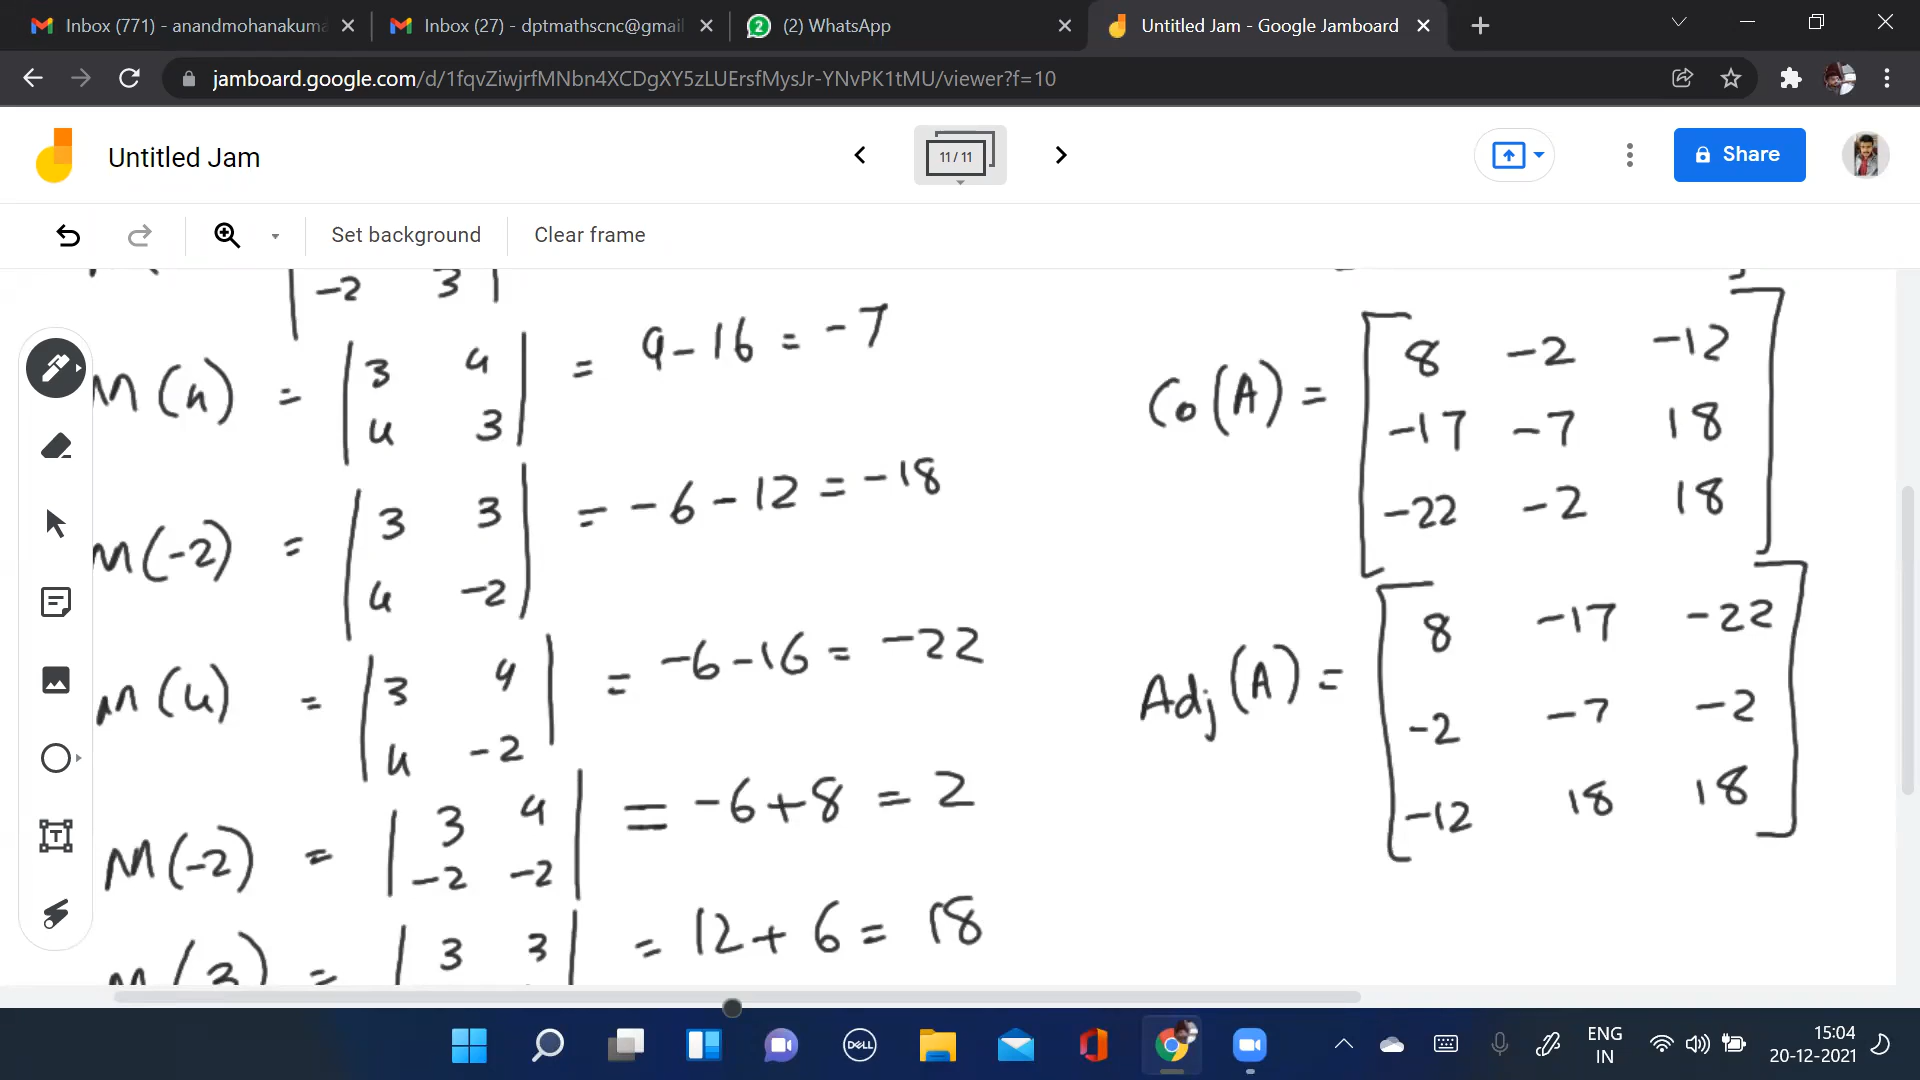 Inbox (771) - anandmohanakuma
Inbox (27) - dptmathscnc@gmail
2 (2) WhatsApp
Untitled Jam - Google Jamboard
jamboard.google.com/d/1fqvZiwjrfMNbn4XCDgXY5zLUErsfMysJr-YNvPK1tMU/viewer?f=10
Untitled Jam
11 / 11
Share
Set background
Clear frame
| -2 3 |
M(4) = | 3 4 | = 9-16 = -7
4 3
M(-2) = | 3 3 | = -6-12 = -18
4 -2
M(4) = | 3 4 | = -6-16 = -22
4 -2
M(-2) = | 3 4 | = -6+8 = 2
-2 -2
M(3) = | 3 3 | = 12+6 = 18
Co(A) = [ 8 -2 -12
-17 -7 18
-22 -2 18 ]
Adj(A) = [ 8 -17 -22
-2 -7 -2
-12 18 18 ]
DELL
ENG
IN
15:04
20-12-2021